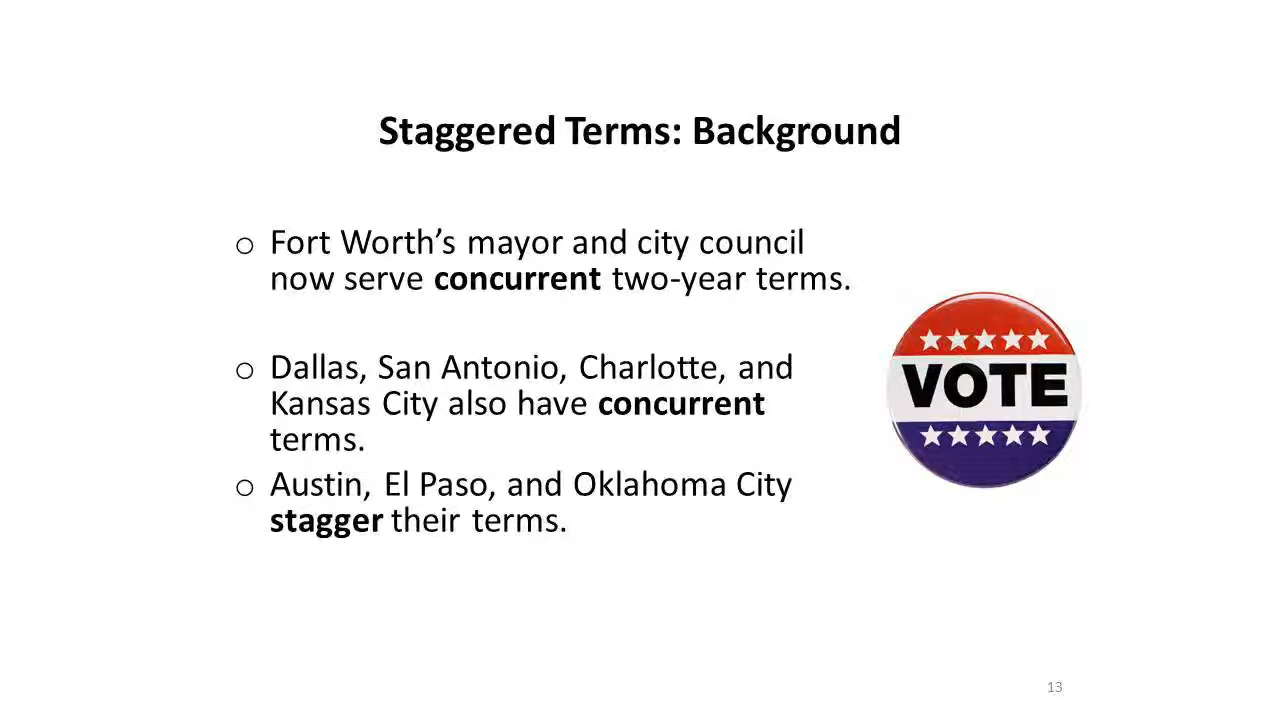 Staggered Terms: Background
o Fort Worth’s mayor and city council
now serve concurrent two-year terms.
o Dallas, San Antonio, Charlotte, and
Kansas City also have concurrent
terms.
o Austin, El Paso, and Oklahoma City
stagger their terms.
VOTE
13